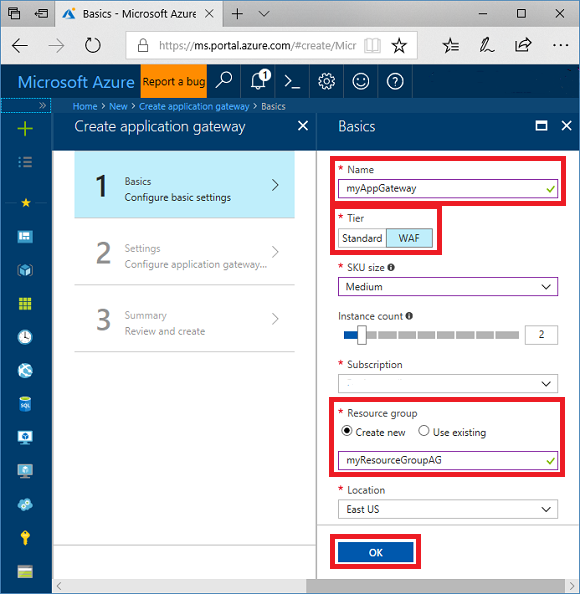 Basics - Microsoft Azure
https://ms.portal.azure.com/#create/Micr
Microsoft Azure
Report a bug
1
Home > New > Create application gateway > Basics
Create application gateway
1
Basics
Configure basic settings
2
Settings
Configure application gateway...
3
Summary
Review and create
SQL
Basics
* Name
myAppGateway
* Tier
Standard WAF
* SKU size
Medium
Instance count
2
* Subscription
* Resource group
Create new Use existing
myResourceGroupAG
* Location
East US
OK